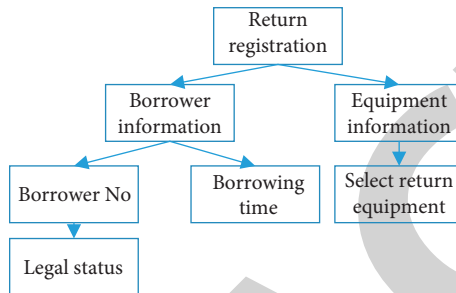 Return
registration
Borrower
information
Equipment
information
Borrower No
Borrowing
time
Select return
equipment
Legal status